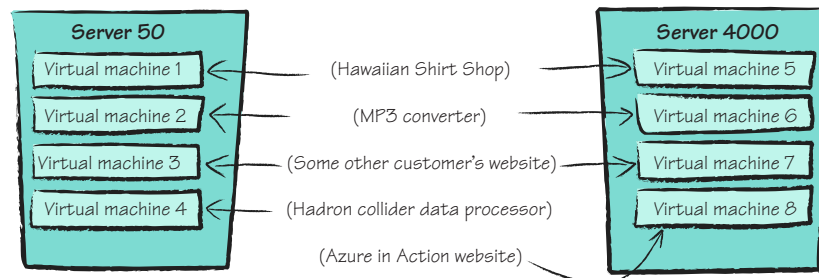 Server 50
Server 4000
Virtual machine 1
(Hawaiian Shirt Shop)
Virtual machine 5
Virtual machine 2
(MP3 converter)
Virtual machine 6
Virtual machine 3
(Some other customer's website)
Virtual machine 7
Virtual machine 4
(Hadron collider data processor)
Virtual machine 8
(Azure in Action website)